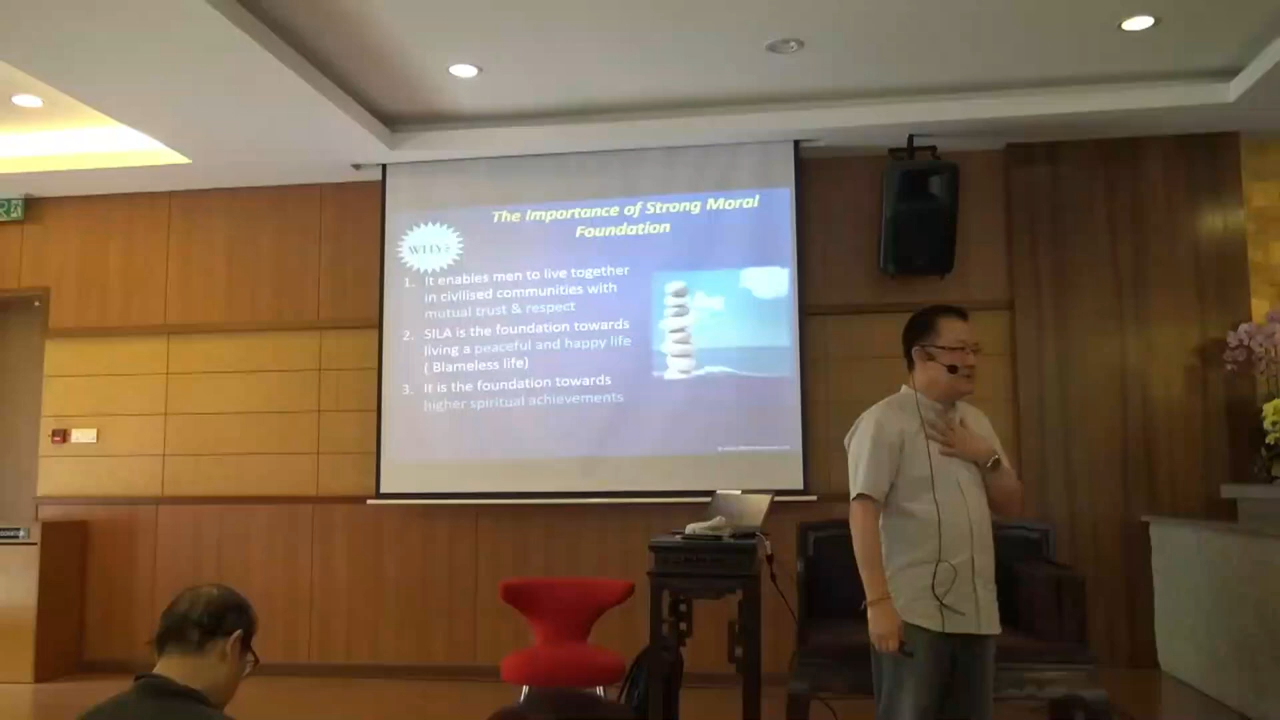 The Importance of Strong Moral
Foundation
WHY?
1. It enables men to live together
in civilised communities with
mutual trust & respect
2. SILA is the foundation towards
living a peaceful and happy life
( Blameless life)
3. It is the foundation towards
higher spiritual achievements